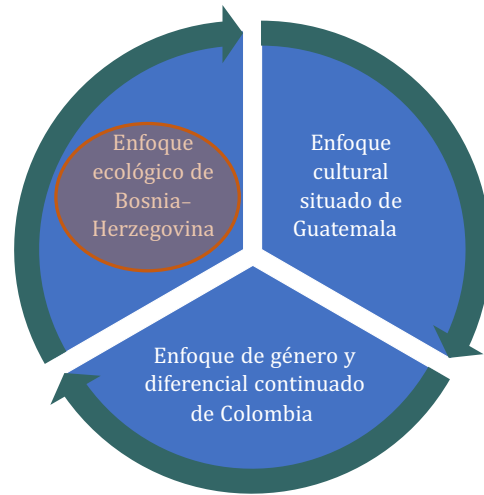 Enfoque
ecológico de
Bosnia–
Herzegovina
Enfoque
cultural
situado de
Guatemala
Enfoque de género y
diferencial continuado
de Colombia